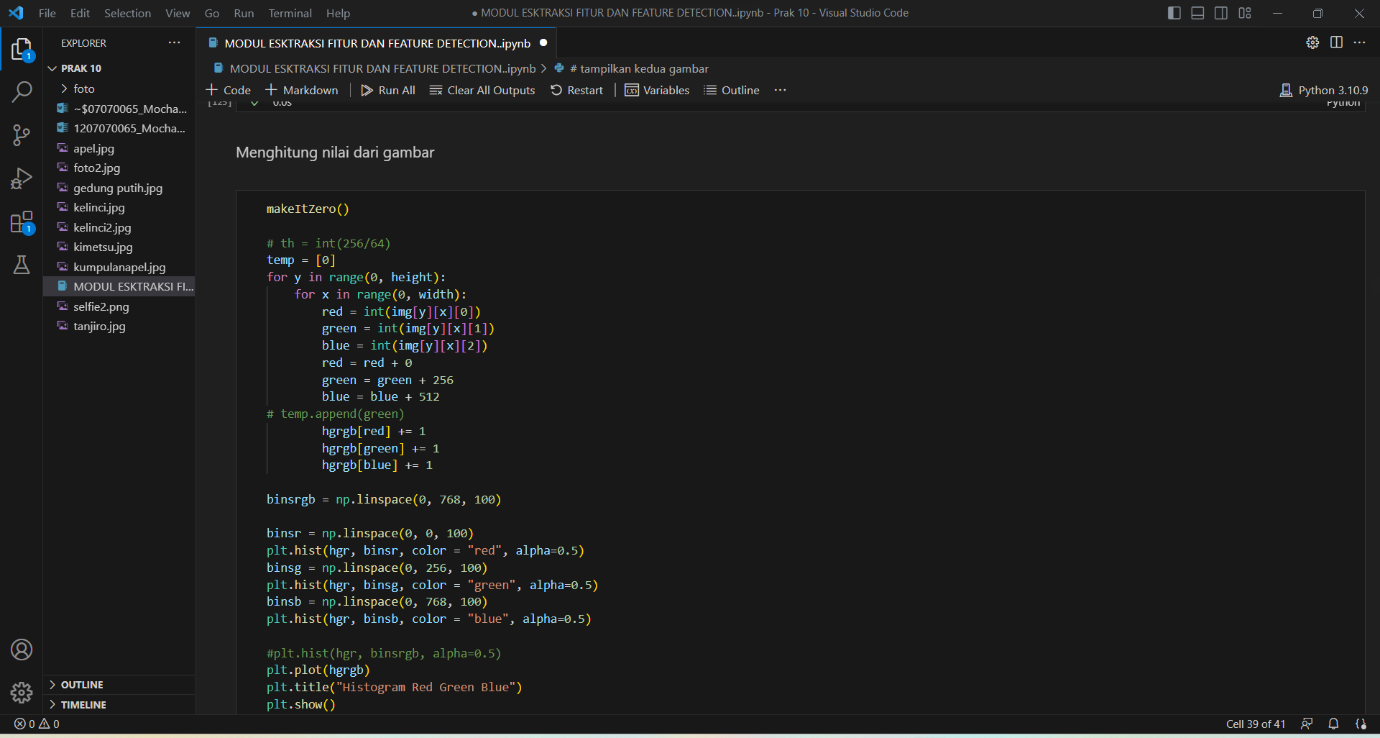 File Edit Selection View Go Run Terminal Help
● MODUL ESKTRAKSI FITUR DAN FEATURE DETECTION..ipynb - Prak 10 - Visual Studio Code
EXPLORER
PRAK 10
foto
~$07070065_Mocha...
1207070065_Mocha...
apel.jpg
foto2.jpg
gedung putih.jpg
kelinci.jpg
kelinci2.jpg
kimetsu.jpg
kumpulanapel.jpg
MODUL ESKTRAKSI FI...
selfie2.png
tanjiro.jpg
OUTLINE
TIMELINE
1
1
MODUL ESKTRAKSI FITUR DAN FEATURE DETECTION..ipynb ●
MODUL ESKTRAKSI FITUR DAN FEATURE DETECTION..ipynb > # tampilkan kedua gambar
+ Code + Markdown Run All Clear All Outputs Restart Variables Outline ...
Python 3.10.9
[125] 0.0s
Python
Menghitung nilai dari gambar
makeItZero()
# th = int(256/64)
temp = [0]
for y in range(0, height):
for x in range(0, width):
red = int(img[y][x][0])
green = int(img[y][x][1])
blue = int(img[y][x][2])
red = red + 0
green = green + 256
blue = blue + 512
# temp.append(green)
hgrgb[red] += 1
hgrgb[green] += 1
hgrgb[blue] += 1
binsrgb = np.linspace(0, 768, 100)
binsr = np.linspace(0, 0, 100)
plt.hist(hgr, binsr, color = "red", alpha=0.5)
binsg = np.linspace(0, 256, 100)
plt.hist(hgr, binsg, color = "green", alpha=0.5)
binsb = np.linspace(0, 768, 100)
plt.hist(hgr, binsb, color = "blue", alpha=0.5)
#plt.hist(hgr, binsrgb, alpha=0.5)
plt.plot(hgrgb)
plt.title("Histogram Red Green Blue")
plt.show()
0 0
Cell 39 of 41